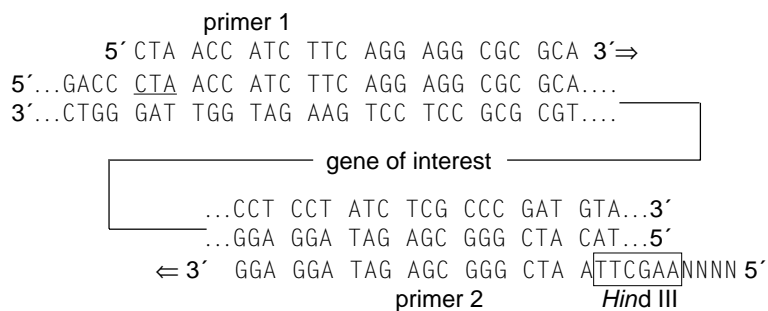 primer 1
5´ CTA ACC ATC TTC AGG AGG CGC GCA 3´⇒
5´...GACC CTA ACC ATC TTC AGG AGG CGC GCA....
3´...CTGG GAT TGG TAG AAG TCC TCC GCG CGT....
gene of interest
...CCT CCT ATC TCG CCC GAT GTA...3´
...GGA GGA TAG AGC GGG CTA CAT...5´
⇐ 3´ GGA GGA TAG AGC GGG CTA ATTCGAANNNN 5´
primer 2 Hind III